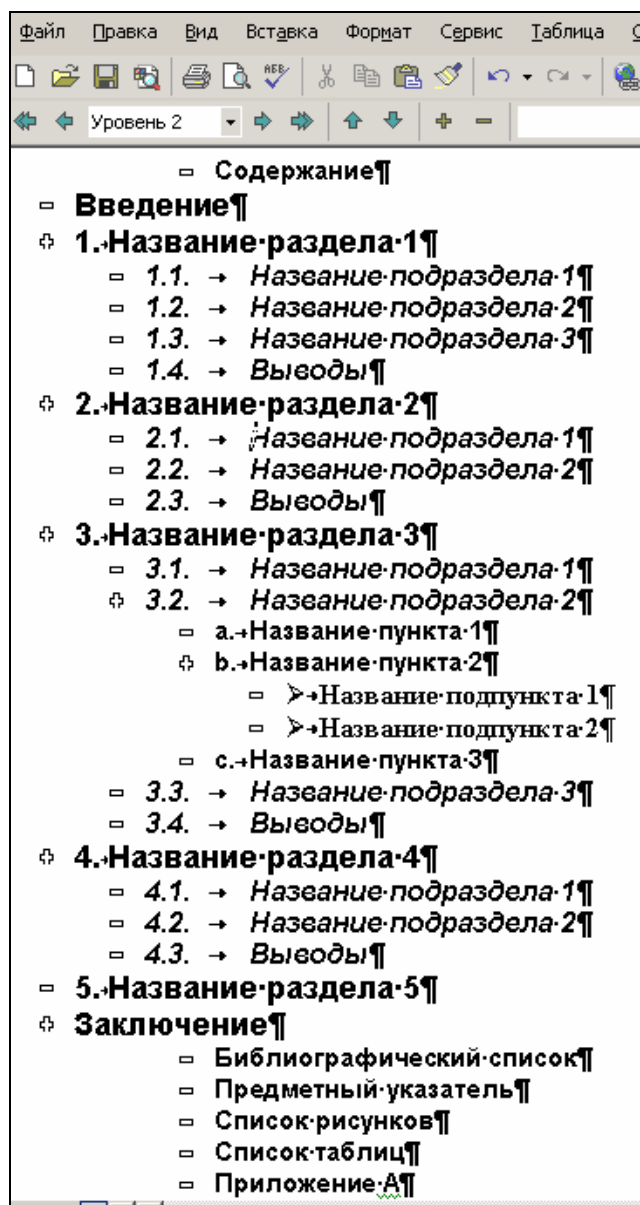 Файл Правка Вид Вставка Формат Сервис Таблица
Уровень 2
Содержание¶
Введение¶
1.→Название·раздела·1¶
1.1. → Название·подраздела·1¶
1.2. → Название·подраздела·2¶
1.3. → Название·подраздела·3¶
1.4. → Выводы¶
2.→Название·раздела·2¶
2.1. → Название·подраздела·1¶
2.2. → Название·подраздела·2¶
2.3. → Выводы¶
3.→Название·раздела·3¶
3.1. → Название·подраздела·1¶
3.2. → Название·подраздела·2¶
a.→Название·пункта·1¶
b.→Название·пункта·2¶
➢→Название·подпункта·1¶
➢→Название·подпункта·2¶
c.→Название·пункта·3¶
3.3. → Название·подраздела·3¶
3.4. → Выводы¶
4.→Название·раздела·4¶
4.1. → Название·подраздела·1¶
4.2. → Название·подраздела·2¶
4.3. → Выводы¶
5.→Название·раздела·5¶
Заключение¶
Библиографический·список¶
Предметный·указатель¶
Список·рисунков¶
Список·таблиц¶
Приложение·А¶